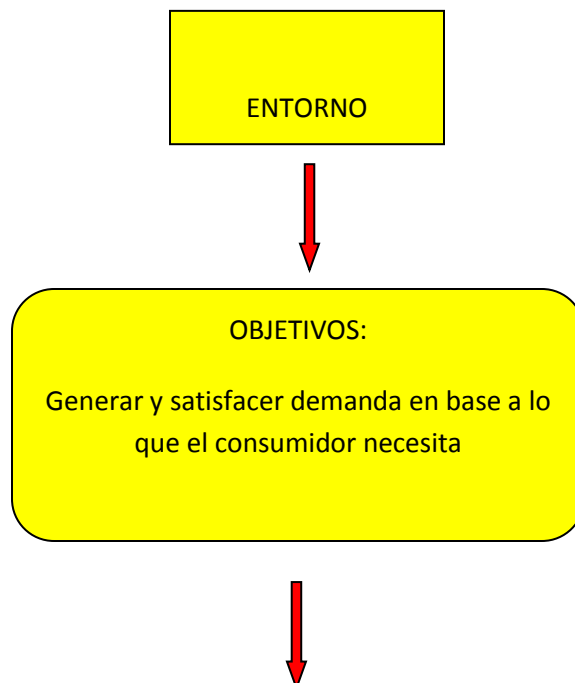 ENTORNO
OBJETIVOS:
Generar y satisfacer demanda en base a lo
que el consumidor necesita